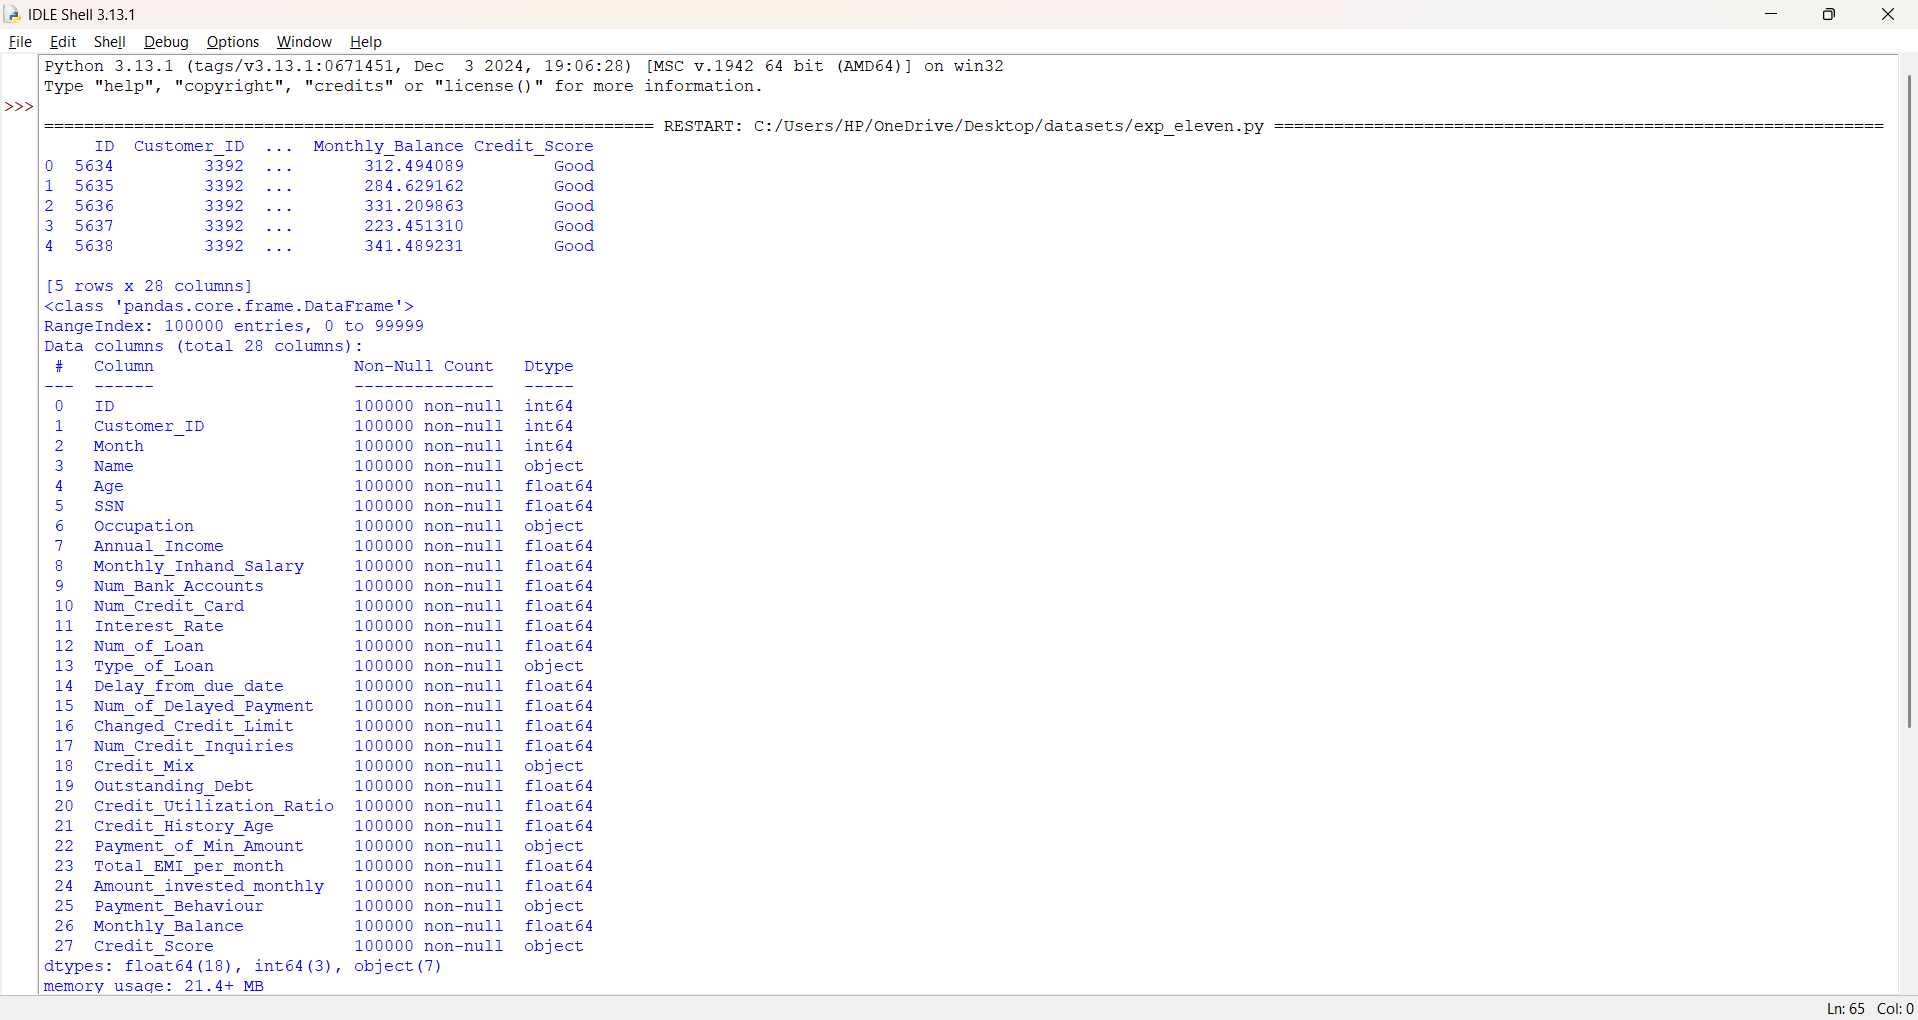 IDLE Shell 3.13.1
File Edit Shell Debug Options Window Help
Python 3.13.1 (tags/v3.13.1:0671451, Dec  3 2024, 19:06:28) [MSC v.1942 64 bit (AMD64)] on win32
Type "help", "copyright", "credits" or "license()" for more information.
>>>
============================================================= RESTART: C:/Users/HP/OneDrive/Desktop/datasets/exp_eleven.py =============================================================
     ID  Customer_ID  ...  Monthly_Balance Credit_Score
0  5634         3392  ...       312.494089         Good
1  5635         3392  ...       284.629162         Good
2  5636         3392  ...       331.209863         Good
3  5637         3392  ...       223.451310         Good
4  5638         3392  ...       341.489231         Good
[5 rows x 28 columns]
<class 'pandas.core.frame.DataFrame'>
RangeIndex: 100000 entries, 0 to 99999
Data columns (total 28 columns):
 #   Column                    Non-Null Count   Dtype
---  ------                    --------------   -----
 0   ID                        100000 non-null  int64
 1   Customer_ID               100000 non-null  int64
 2   Month                     100000 non-null  int64
 3   Name                      100000 non-null  object
 4   Age                       100000 non-null  float64
 5   SSN                       100000 non-null  float64
 6   Occupation                100000 non-null  object
 7   Annual_Income             100000 non-null  float64
 8   Monthly_Inhand_Salary     100000 non-null  float64
 9   Num_Bank_Accounts         100000 non-null  float64
 10  Num_Credit_Card           100000 non-null  float64
 11  Interest_Rate             100000 non-null  float64
 12  Num_of_Loan               100000 non-null  float64
 13  Type_of_Loan              100000 non-null  object
 14  Delay_from_due_date       100000 non-null  float64
 15  Num_of_Delayed_Payment    100000 non-null  float64
 16  Changed_Credit_Limit      100000 non-null  float64
 17  Num_Credit_Inquiries      100000 non-null  float64
 18  Credit_Mix                100000 non-null  object
 19  Outstanding_Debt          100000 non-null  float64
 20  Credit_Utilization_Ratio  100000 non-null  float64
 21  Credit_History_Age        100000 non-null  float64
 22  Payment_of_Min_Amount     100000 non-null  object
 23  Total_EMI_per_month       100000 non-null  float64
 24  Amount_invested_monthly   100000 non-null  float64
 25  Payment_Behaviour         100000 non-null  object
 26  Monthly_Balance           100000 non-null  float64
 27  Credit_Score              100000 non-null  object
dtypes: float64(18), int64(3), object(7)
memory usage: 21.4+ MB
Ln: 65 Col: 0